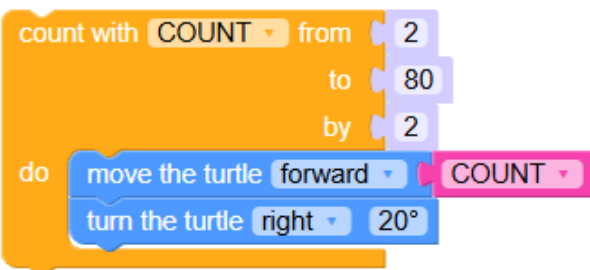 count with COUNT from 2
to 80
by 2
do move the turtle forward COUNT
turn the turtle right 20°